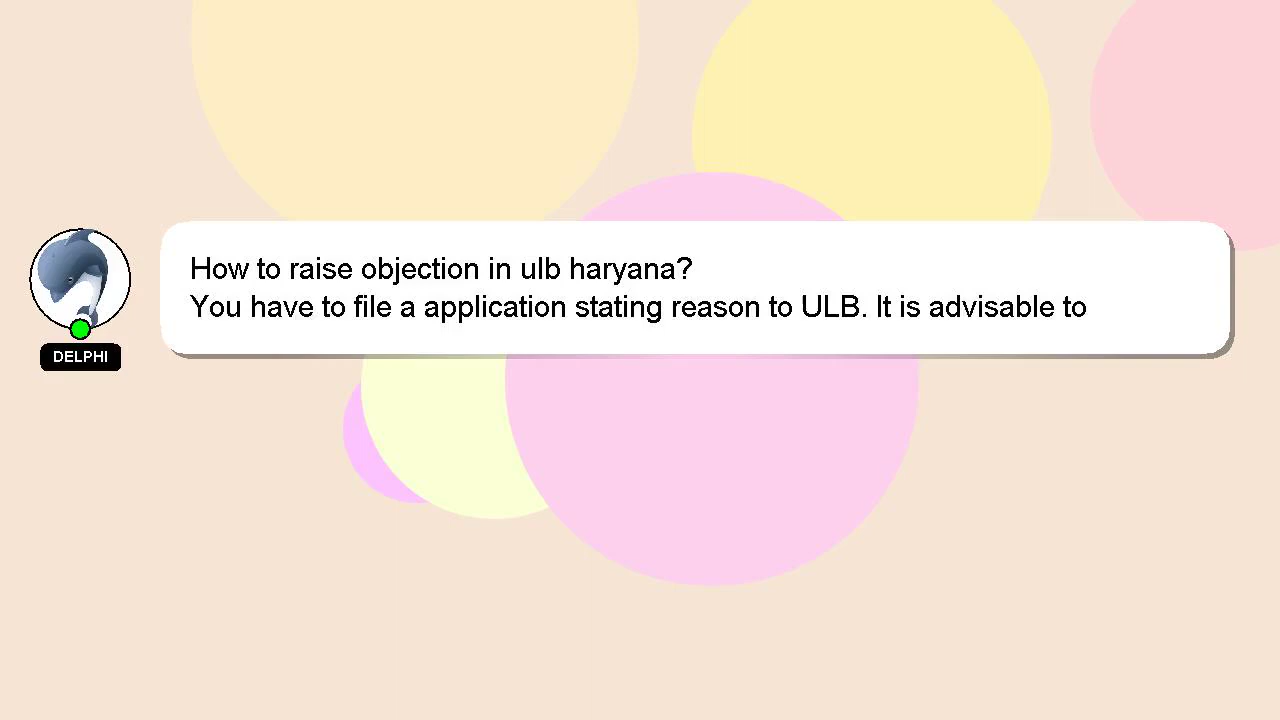 How to raise objection in ulb haryana?
You have to file a application stating reason to ULB. It is advisable to
DELPHI